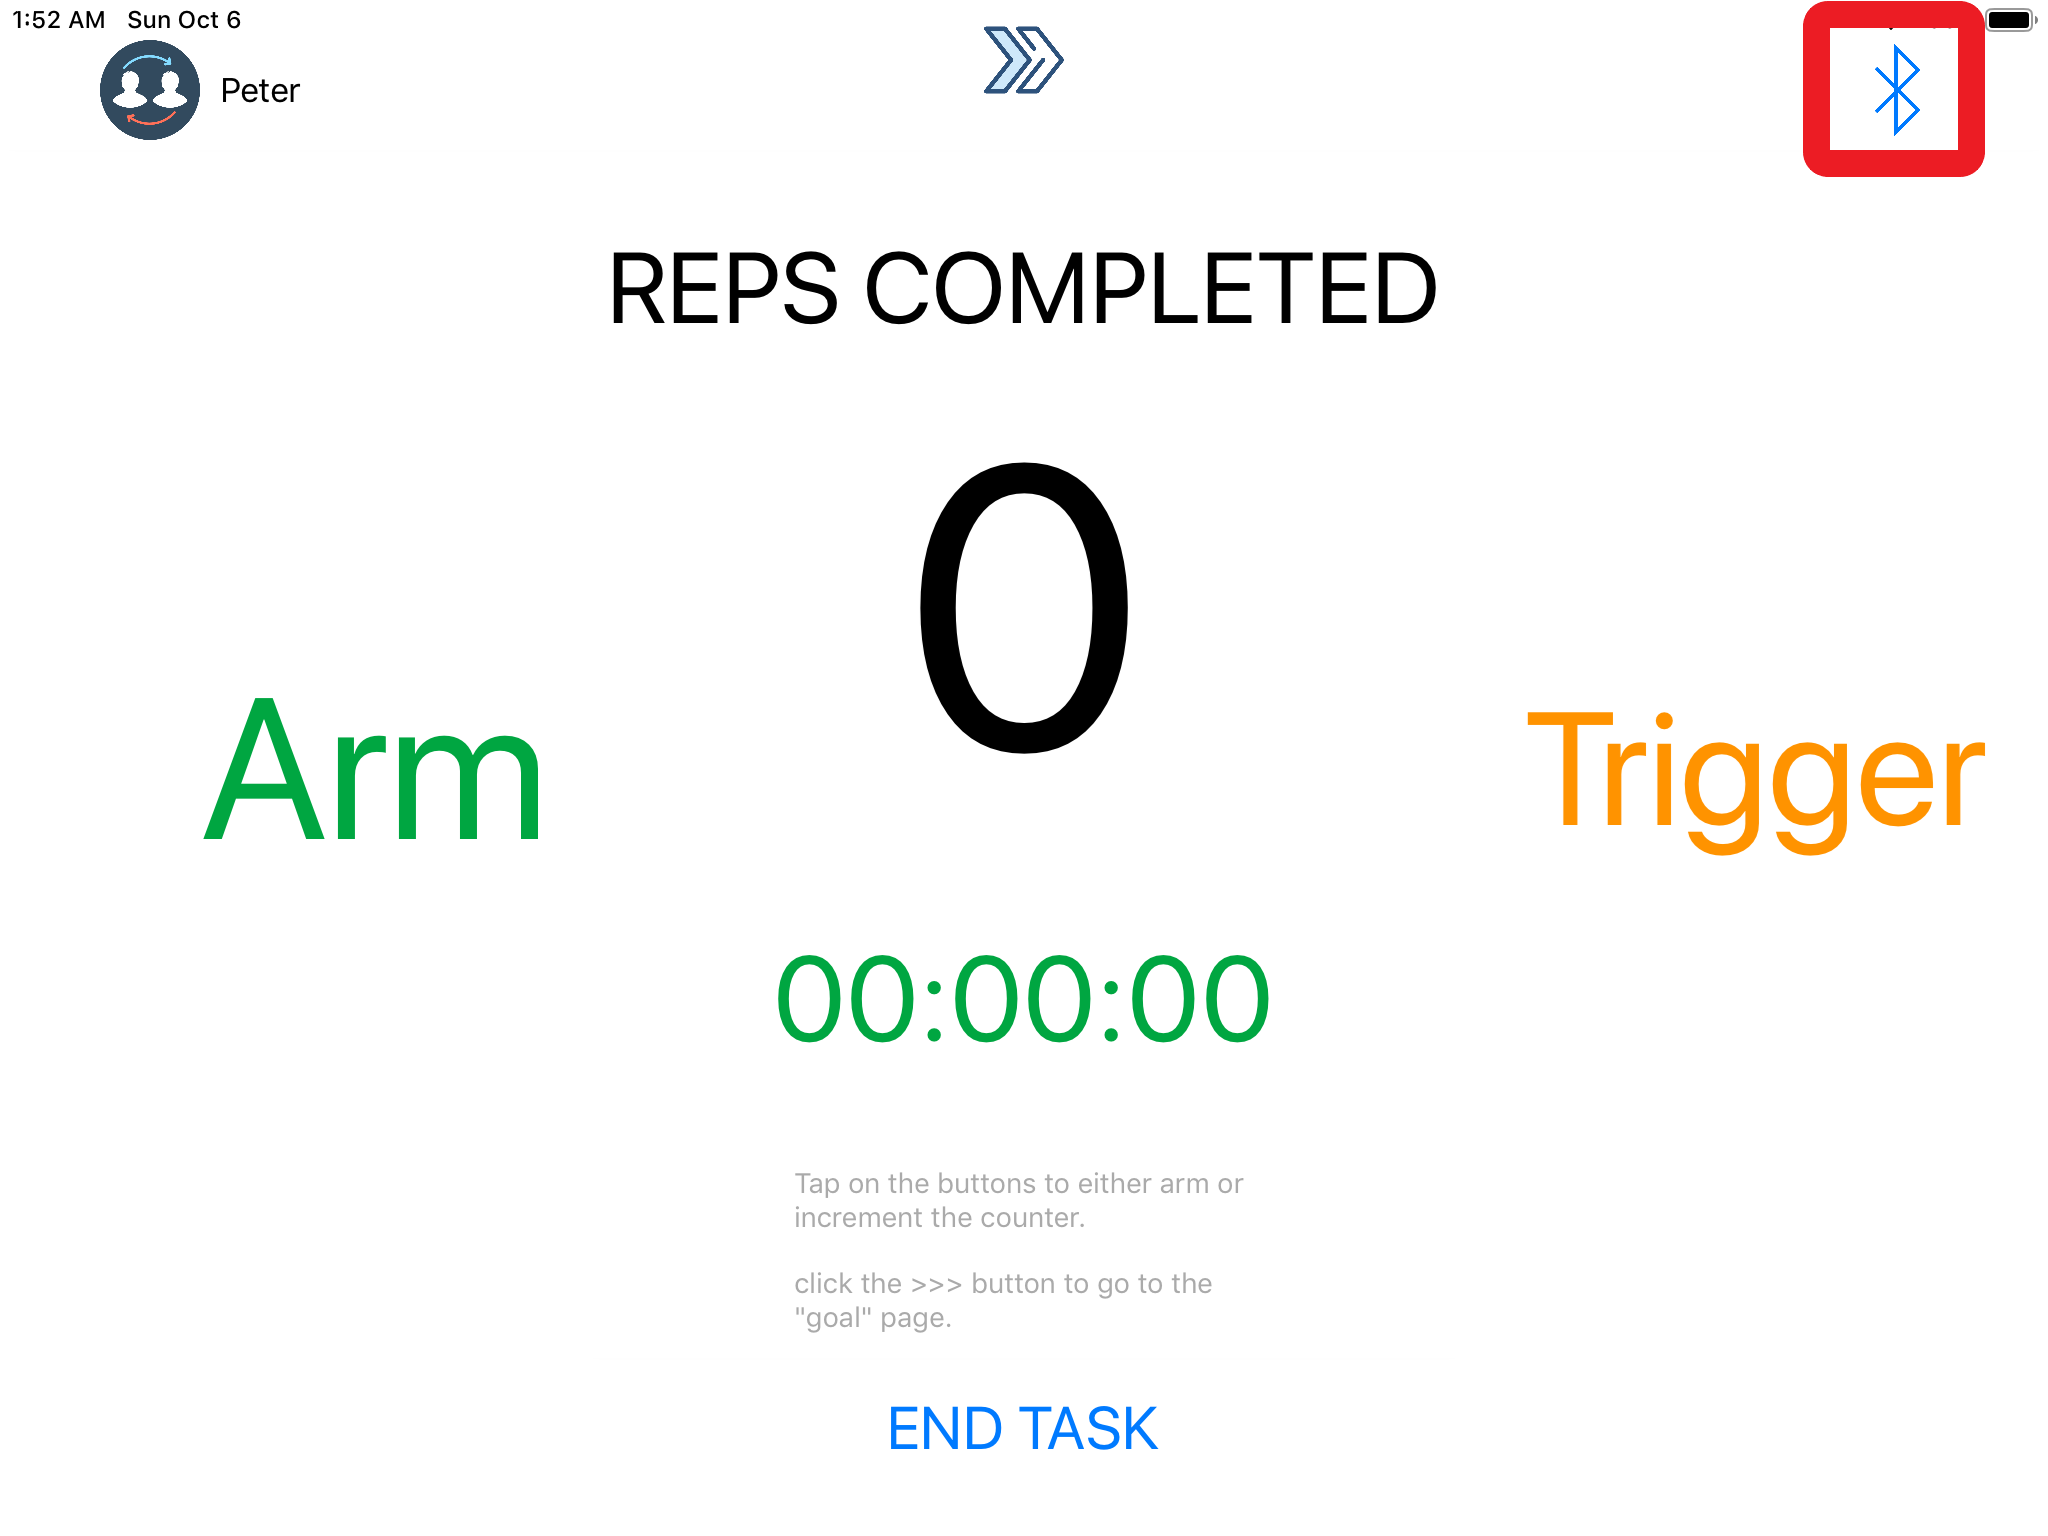 1:52 AM Sun Oct 6
Peter
REPS COMPLETED
0
Arm
Trigger
00:00:00
Tap on the buttons to either arm or
increment the counter.
click the >>> button to go to the
"goal" page.
END TASK